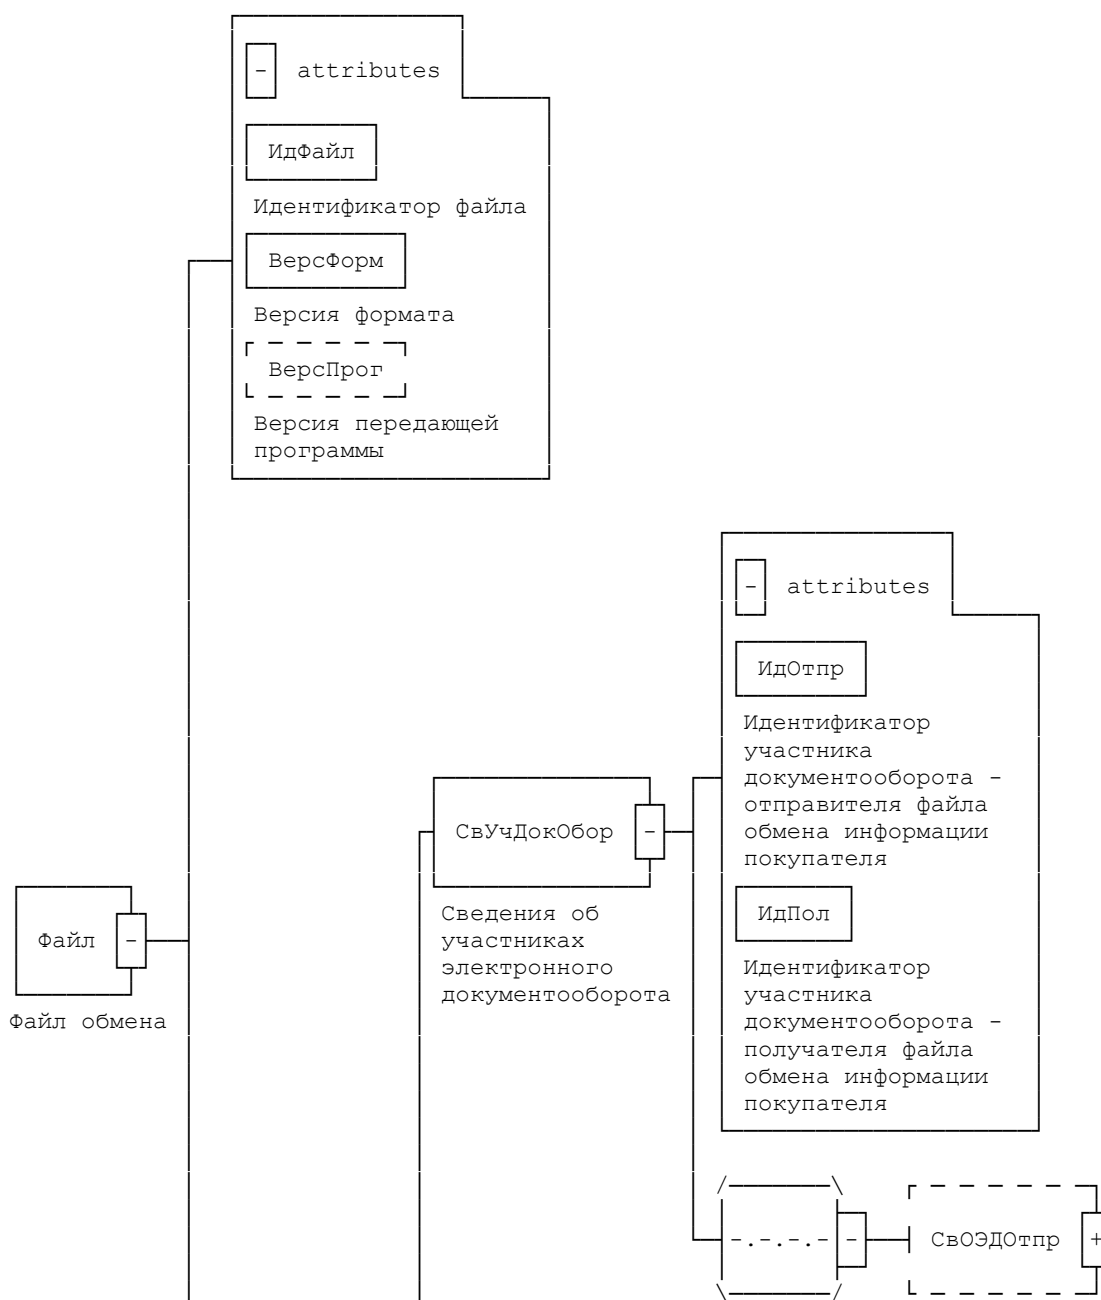 - attributes
ИдФайл
Идентификатор файла
ВерсФорм
Версия формата
ВерсПрог
Версия передающей
программы
- attributes
ИдОтпр
Идентификатор
участника
документооборота -
отправителя файла
обмена информации
покупателя
СвУчДокОбор -
Сведения об
участниках
электронного
документооборота
ИдПол
Идентификатор
участника
документооборота -
получателя файла
обмена информации
покупателя
Файл -
Файл обмена
-.-.-.- - СвОЭДОтпр +